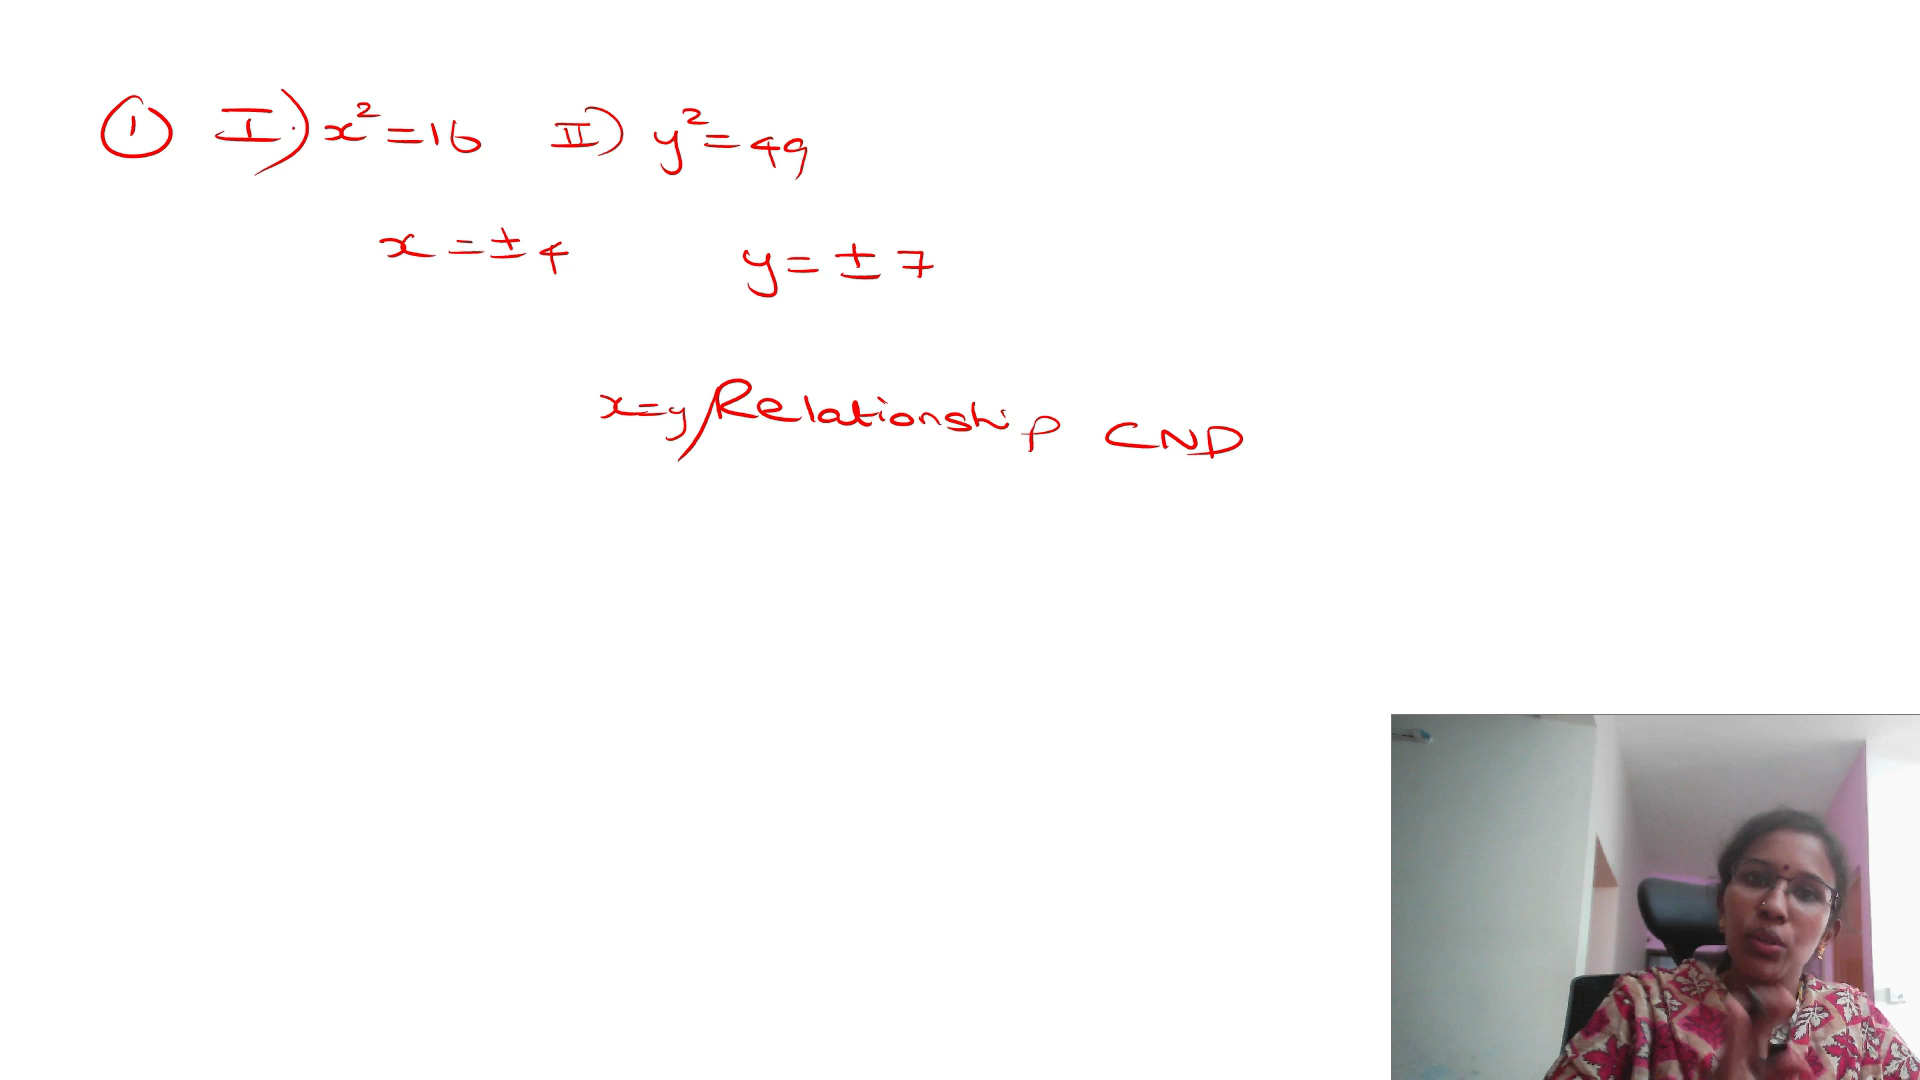 ① I) x² = 16 II) y² = 49
x = ± 4 y = ± 7
x=y/Relationship CND